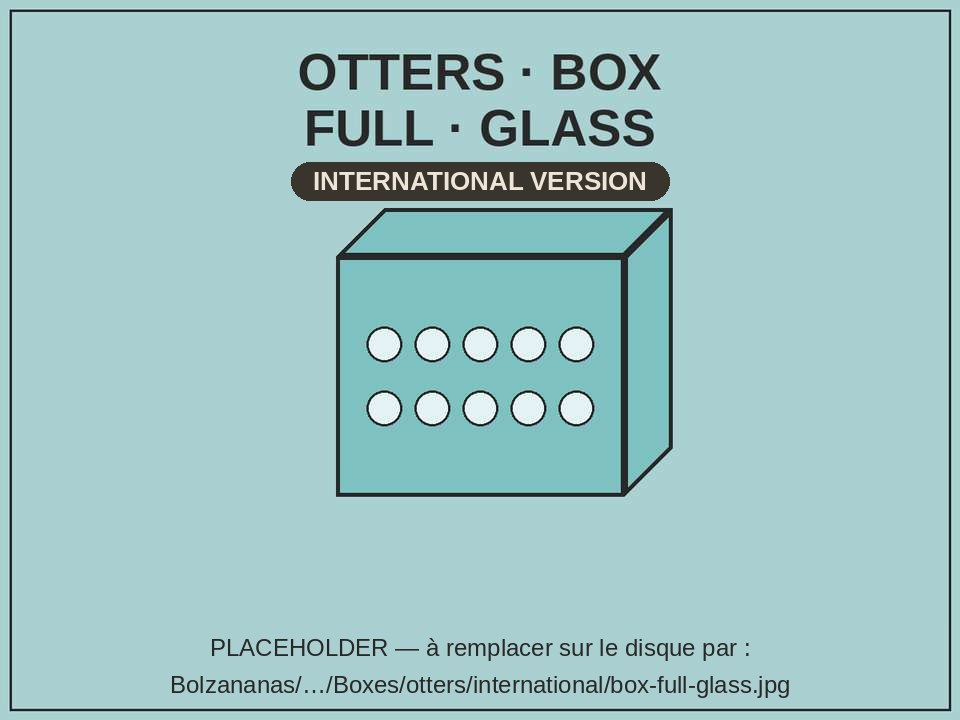 OTTERS · BOX
FULL · GLASS
INTERNATIONAL VERSION
PLACEHOLDER — à remplacer sur le disque par :
Bolzananas/…/Boxes/otters/international/box-full-glass.jpg